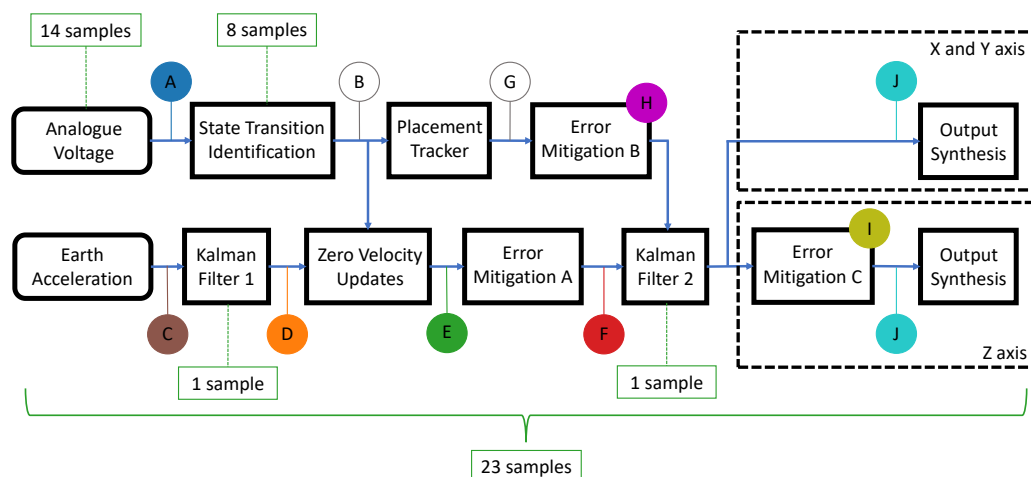 14 samples
8 samples
X and Y axis
A
B
G
H
J
Analogue
Voltage
State Transition
Identification
Placement
Tracker
Error
Mitigation B
Output
Synthesis
Earth
Acceleration
Kalman
Filter 1
Zero Velocity
Updates
Error
Mitigation A
Kalman
Filter 2
Error
Mitigation C
I
Output
Synthesis
C
D
E
F
J
Z axis
1 sample
1 sample
23 samples